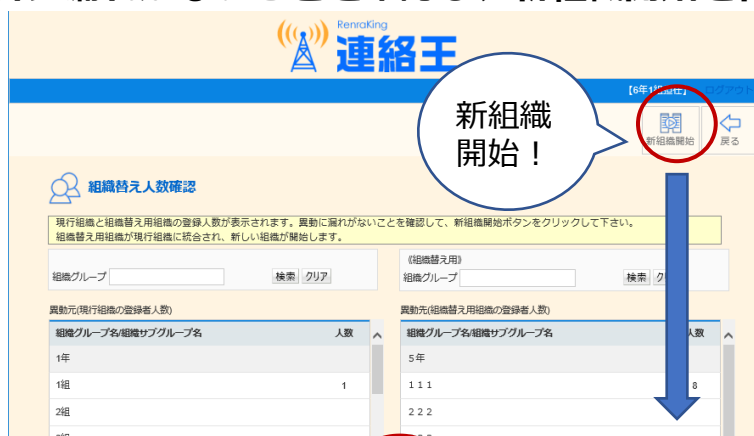 RenraKing
連絡王
【6年1組担任】
ログアウト
新組織
開始！
新組織開始
戻る
組織替え人数確認
現行組織と組織替え用組織の登録人数が表示されます。異動に漏れがないことを確認して、新組織開始ボタンをクリックして下さい。
組織替え用組織が現行組織に統合され、新しい組織が開始します。
組織グループ 検索 クリア
《組織替え用》
組織グループ 検索
異動元(現行組織の登録者人数)
異動先(組織替え用組織の登録者人数)
組織グループ名/組織サブグループ名 人数
組織グループ名/組織サブグループ名 人数
1年
5年
1組 1
111 8
2組
222